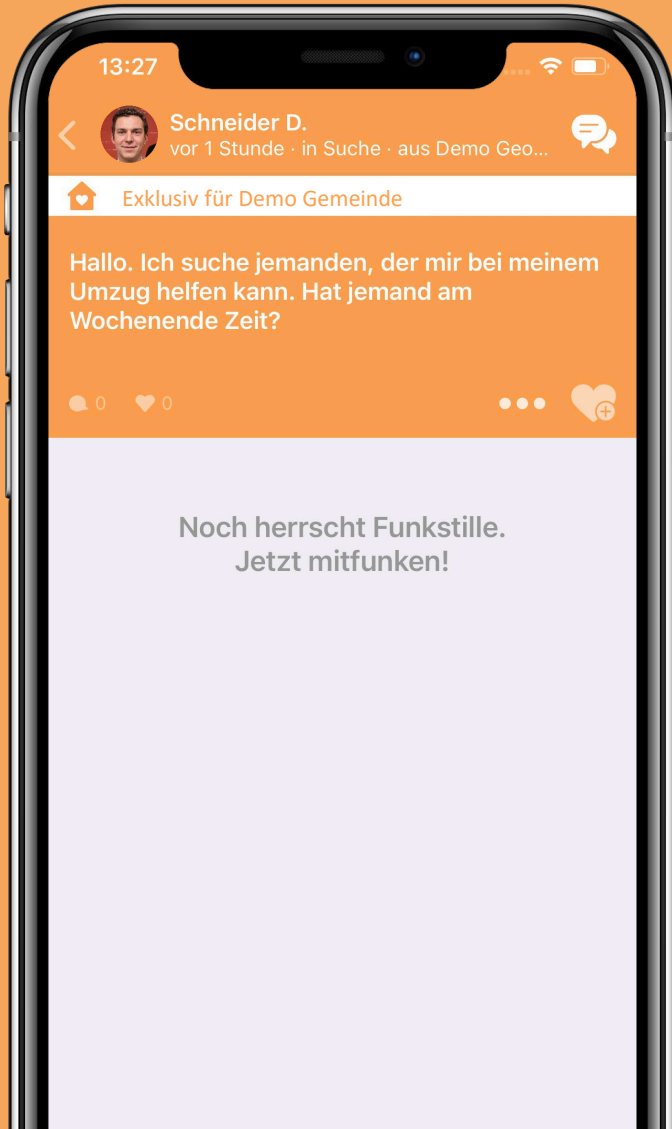 13:27
Schneider D.
vor 1 Stunde · in Suche · aus Demo Geo...
Exklusiv für Demo Gemeinde
Hallo. Ich suche jemanden, der mir bei meinem
Umzug helfen kann. Hat jemand am
Wochenende Zeit?
0 0
Noch herrscht Funkstille.
Jetzt mitfunken!